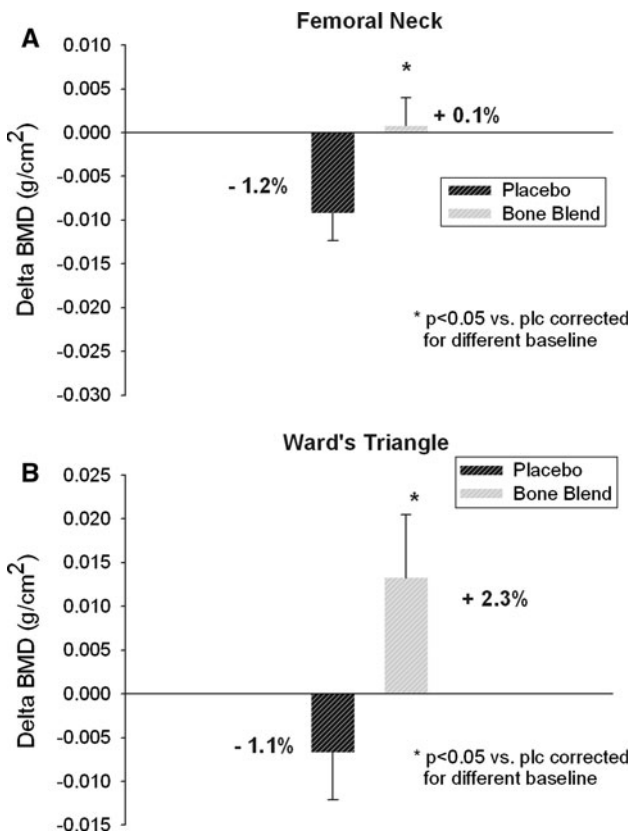 Femoral Neck
A
0.010
*
0.005
+ 0.1%
0.000
Delta BMD (g/cm²)
-0.005
- 1.2%
Placebo
-0.010
Bone Blend
-0.015
-0.020
* p<0.05 vs. plc corrected
for different baseline
-0.025
-0.030
Ward's Triangle
B
0.025
Placebo
Bone Blend
0.020
*
0.015
0.010
+ 2.3%
Delta BMD (g/cm²)
0.005
0.000
-0.005
- 1.1%
* p<0.05 vs. plc corrected
for different baseline
-0.010
-0.015